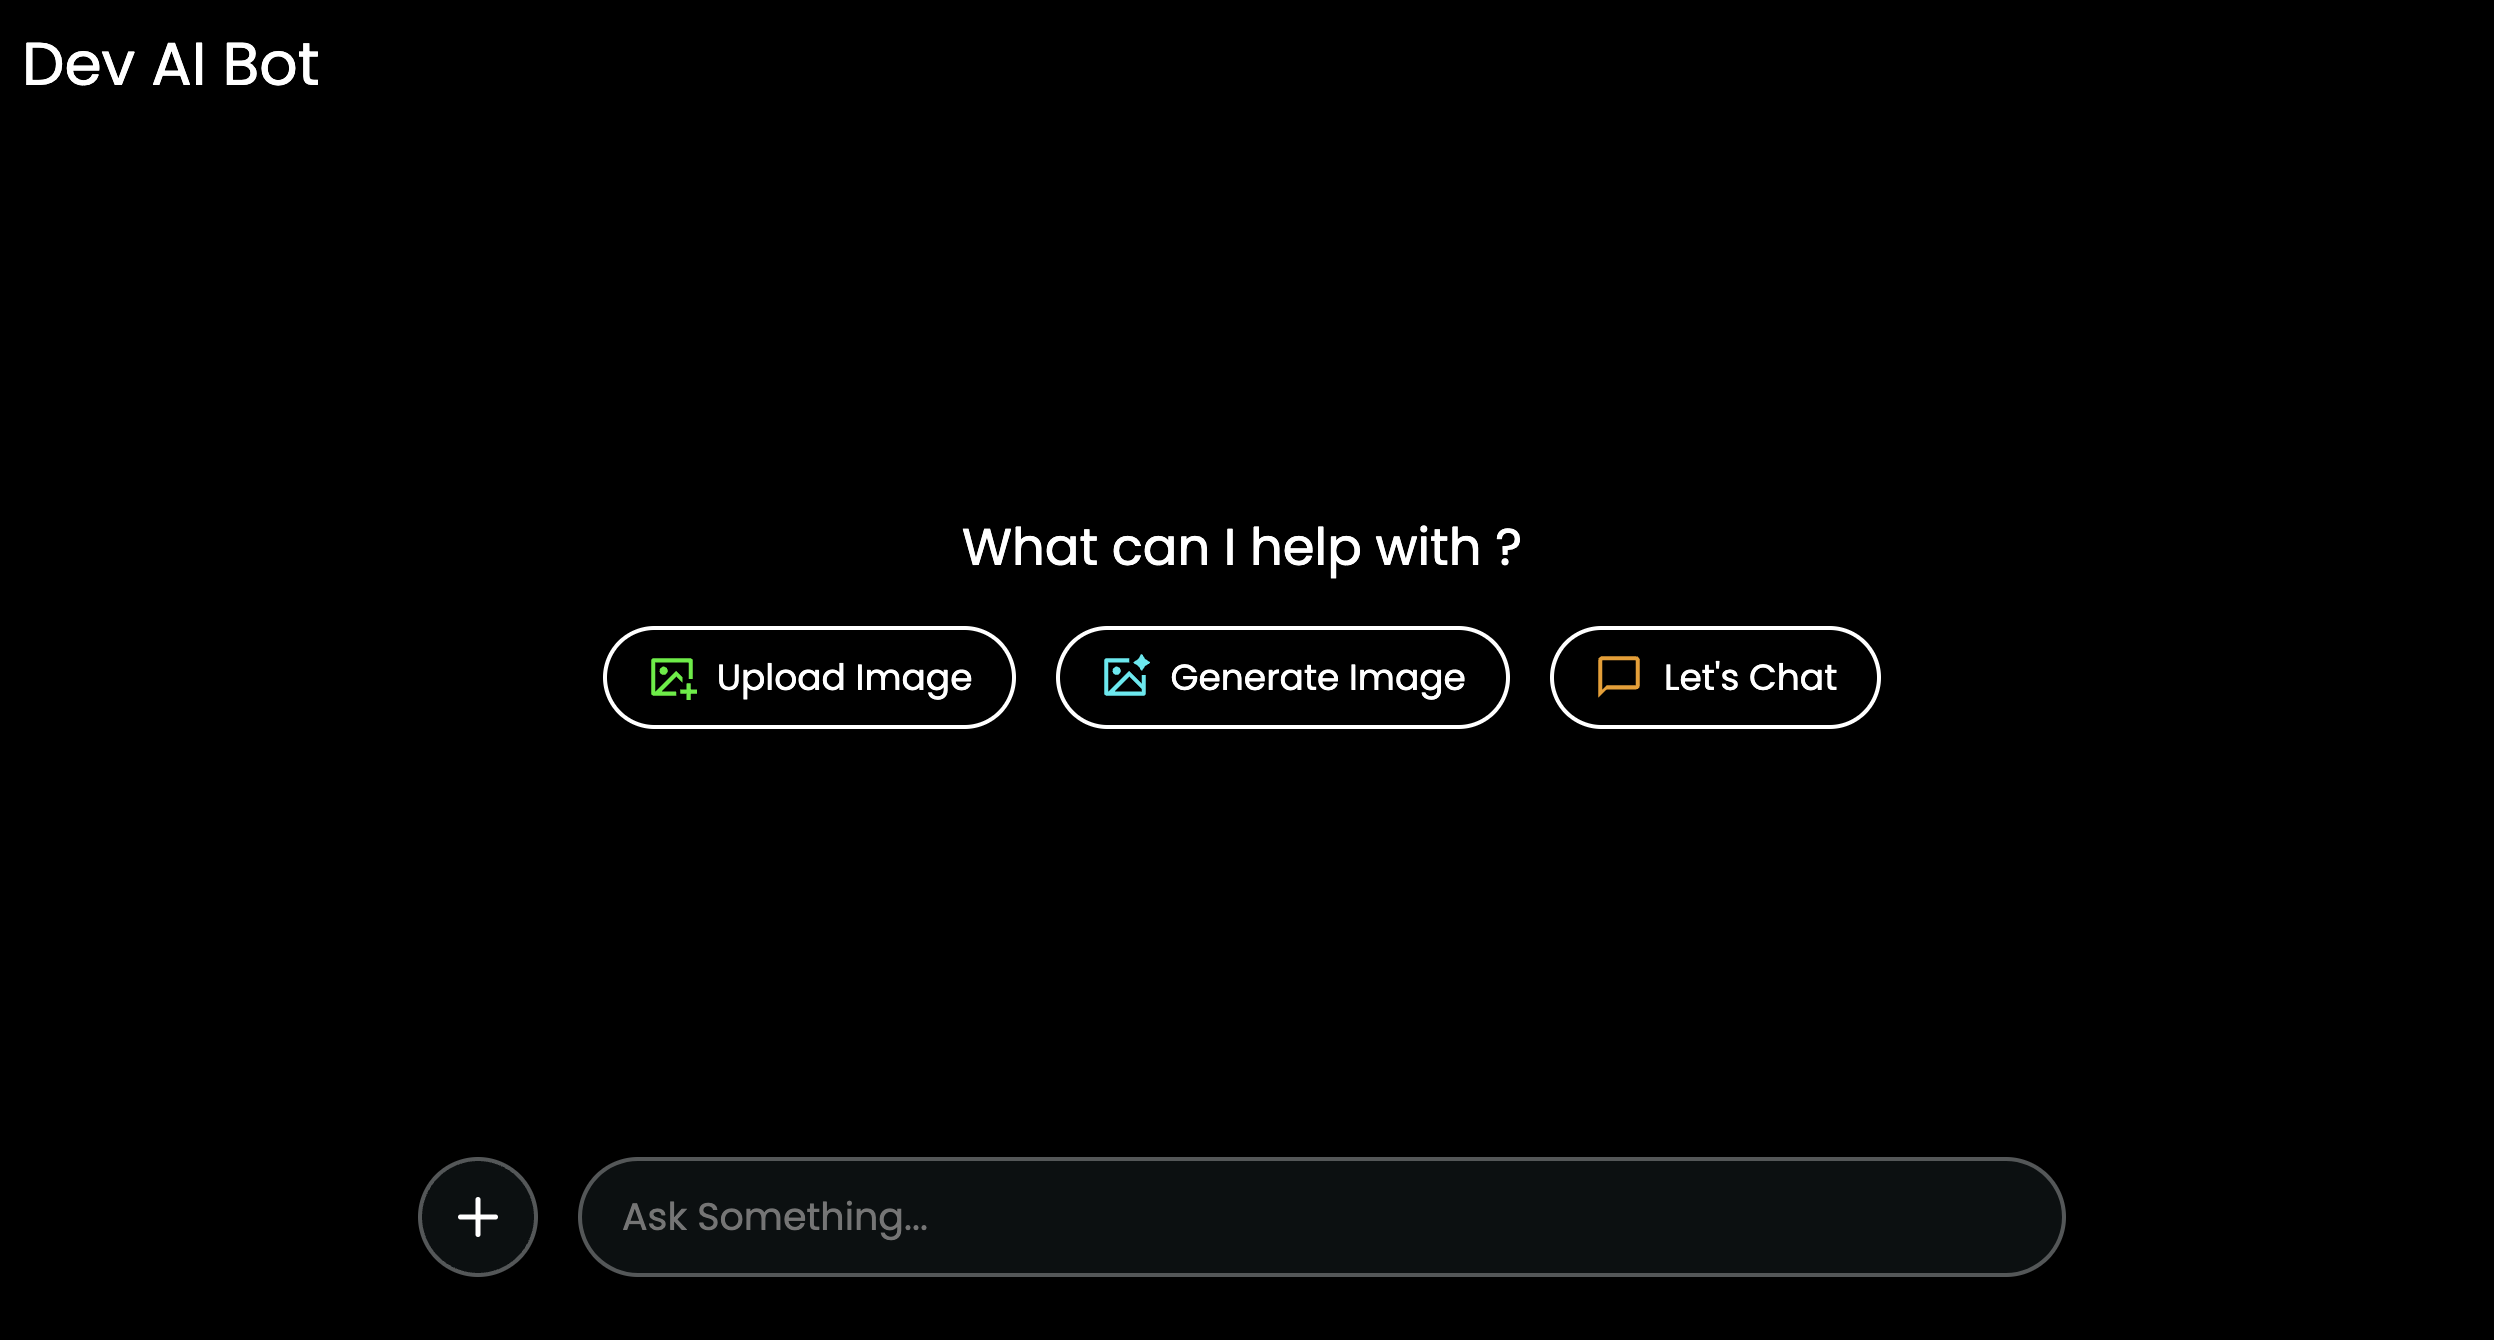 Dev AI Bot
What can I help with ?
Upload Image
Generate Image
Let's Chat
Ask Something...